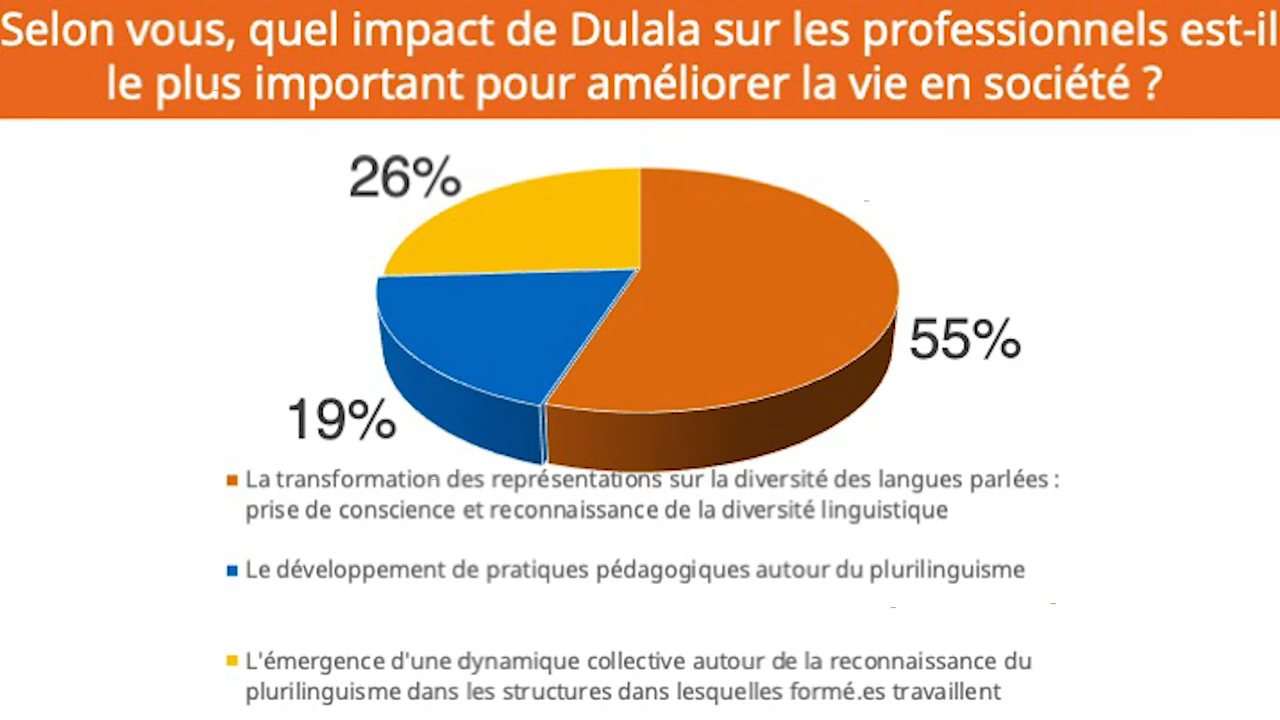 Selon vous, quel impact de Dulala sur les professionnels est-il
le plus important pour améliorer la vie en société ?
26%
55%
19%
La transformation des représentations sur la diversité des langues parlées :
prise de conscience et reconnaissance de la diversité linguistique
Le développement de pratiques pédagogiques autour du plurilinguisme
L'émergence d'une dynamique collective autour de la reconnaissance du
plurilinguisme dans les structures dans lesquelles formé.es travaillent